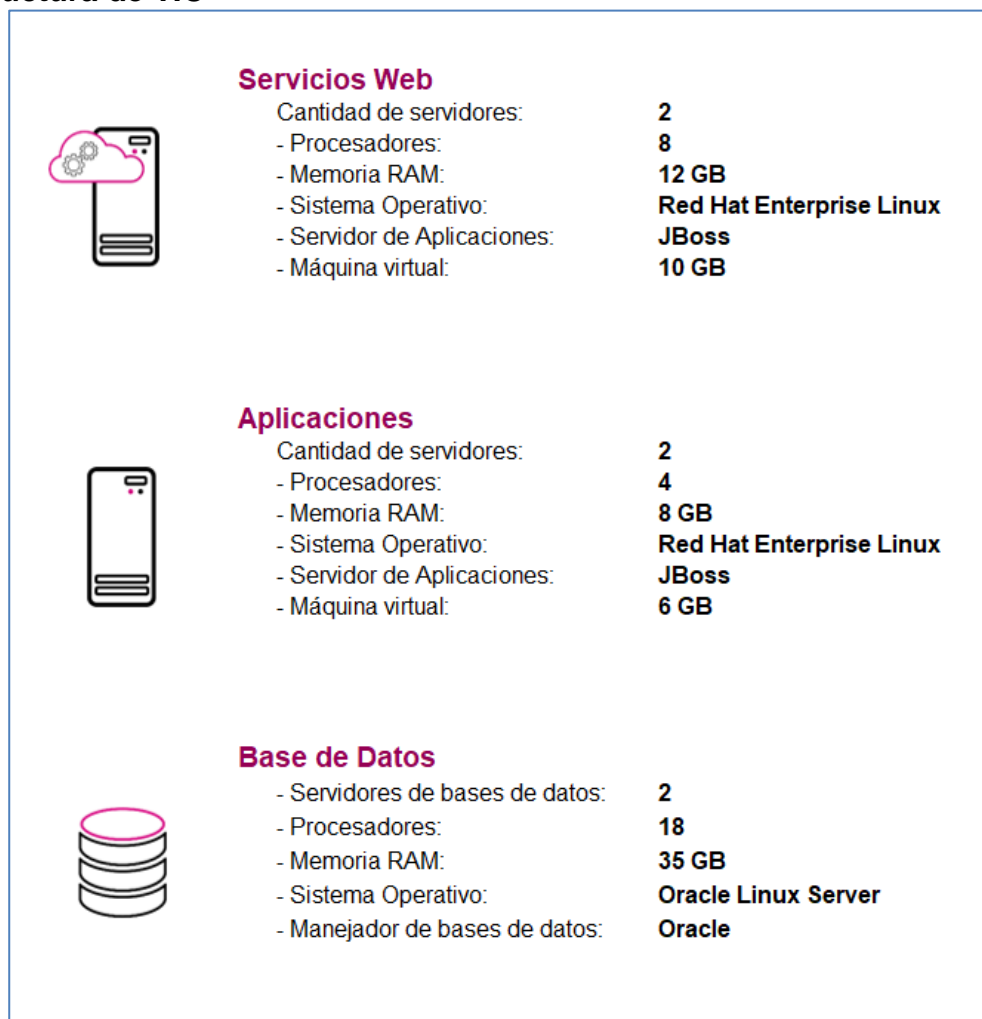 Servicios Web
Cantidad de servidores: 2
- Procesadores: 8
- Memoria RAM: 12 GB
- Sistema Operativo: Red Hat Enterprise Linux
- Servidor de Aplicaciones: JBoss
- Máquina virtual: 10 GB
Aplicaciones
Cantidad de servidores: 2
- Procesadores: 4
- Memoria RAM: 8 GB
- Sistema Operativo: Red Hat Enterprise Linux
- Servidor de Aplicaciones: JBoss
- Máquina virtual: 6 GB
Base de Datos
- Servidores de bases de datos: 2
- Procesadores: 18
- Memoria RAM: 35 GB
- Sistema Operativo: Oracle Linux Server
- Manejador de bases de datos: Oracle